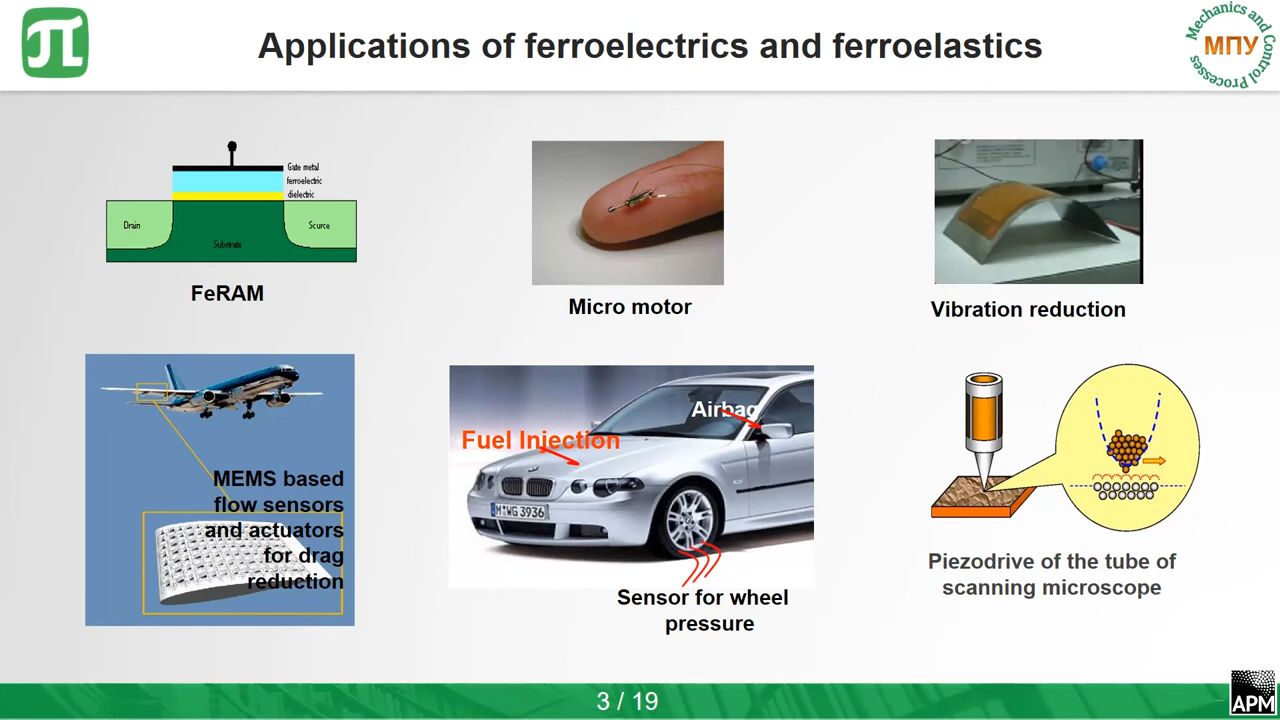 Applications of ferroelectrics and ferroelastics
Mechanics and Control Processes
МПУ
Gate metal
ferroelectric
dielectric
Drain
Source
Substrate
FeRAM
Micro motor
Vibration reduction
MEMS based
flow sensors
and actuators
for drag
reduction
Airbag
Fuel Injection
M WG 3936
Sensor for wheel
pressure
Piezodrive of the tube of
scanning microscope
3 / 19
APM